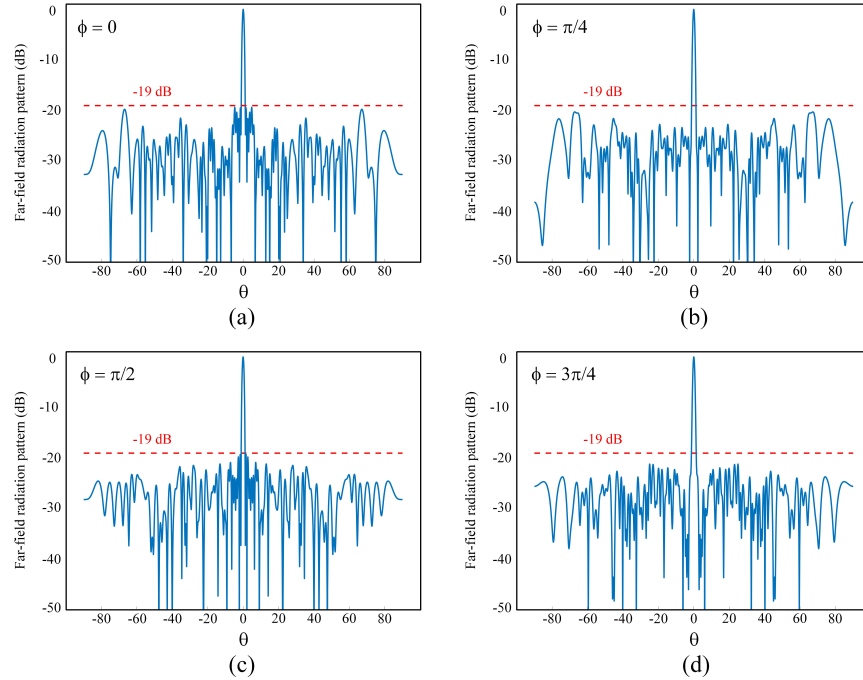 0
-10
-20
-30
-40
-50
Far-field radiation pattern (dB)
ϕ = 0
-19 dB
-80 -60 -40 -20 0 20 40 60 80
θ
(a)
0
-10
-20
-30
-40
-50
Far-field radiation pattern (dB)
ϕ = π/4
-19 dB
-80 -60 -40 -20 0 20 40 60 80
θ
(b)
0
-10
-20
-30
-40
-50
Far-field radiation pattern (dB)
ϕ = π/2
-19 dB
-80 -60 -40 -20 0 20 40 60 80
θ
(c)
0
-10
-20
-30
-40
-50
Far-field radiation pattern (dB)
ϕ = 3π/4
-19 dB
-80 -60 -40 -20 0 20 40 60 80
θ
(d)